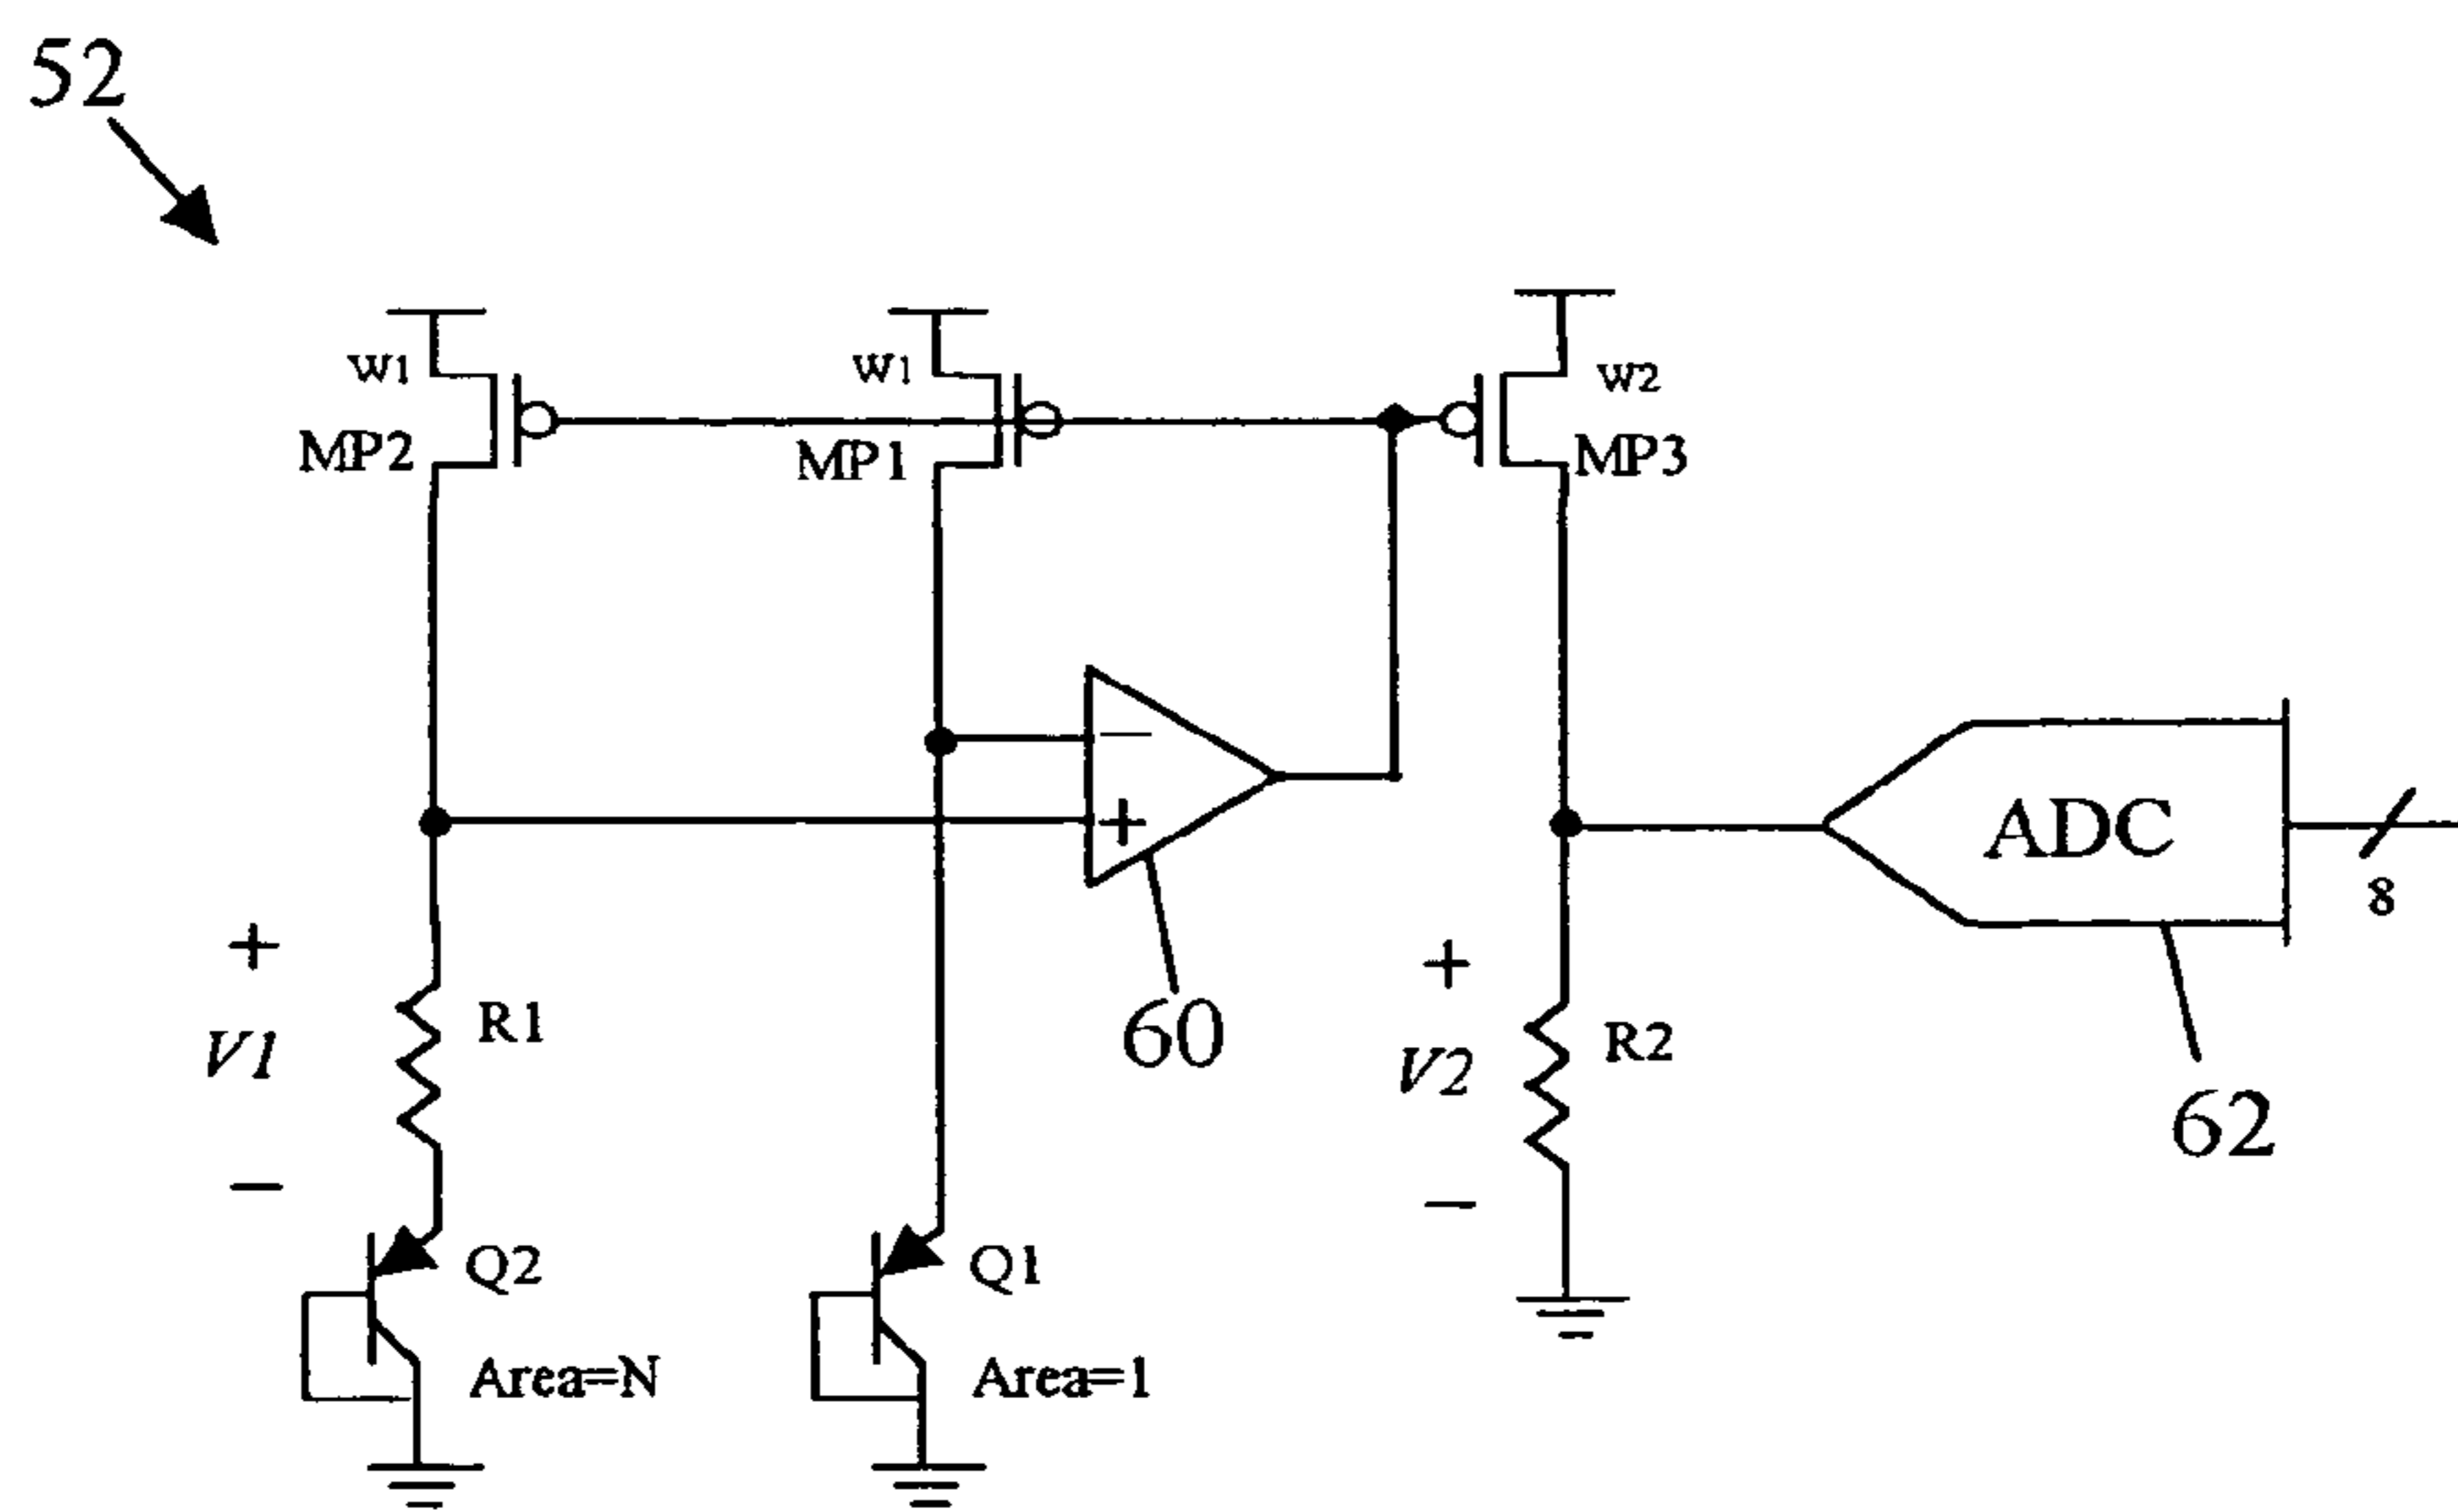 52
w1
MP2
w1
MP1
w2
MP3
−
+
ADC
8
60
62
+
V1
−
R1
+
V2
−
R2
Q2
Area=N
Q1
Area=1